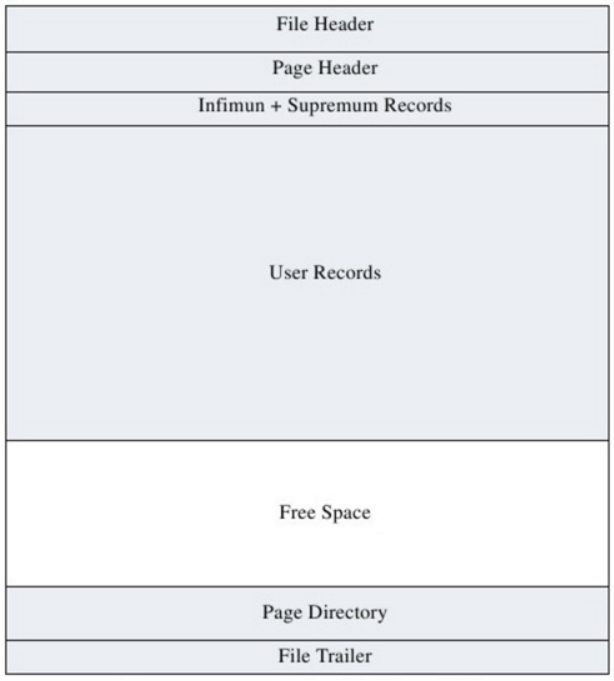 File Header
Page Header
Infimun + Supremum Records
User Records
Free Space
Page Directory
File Trailer